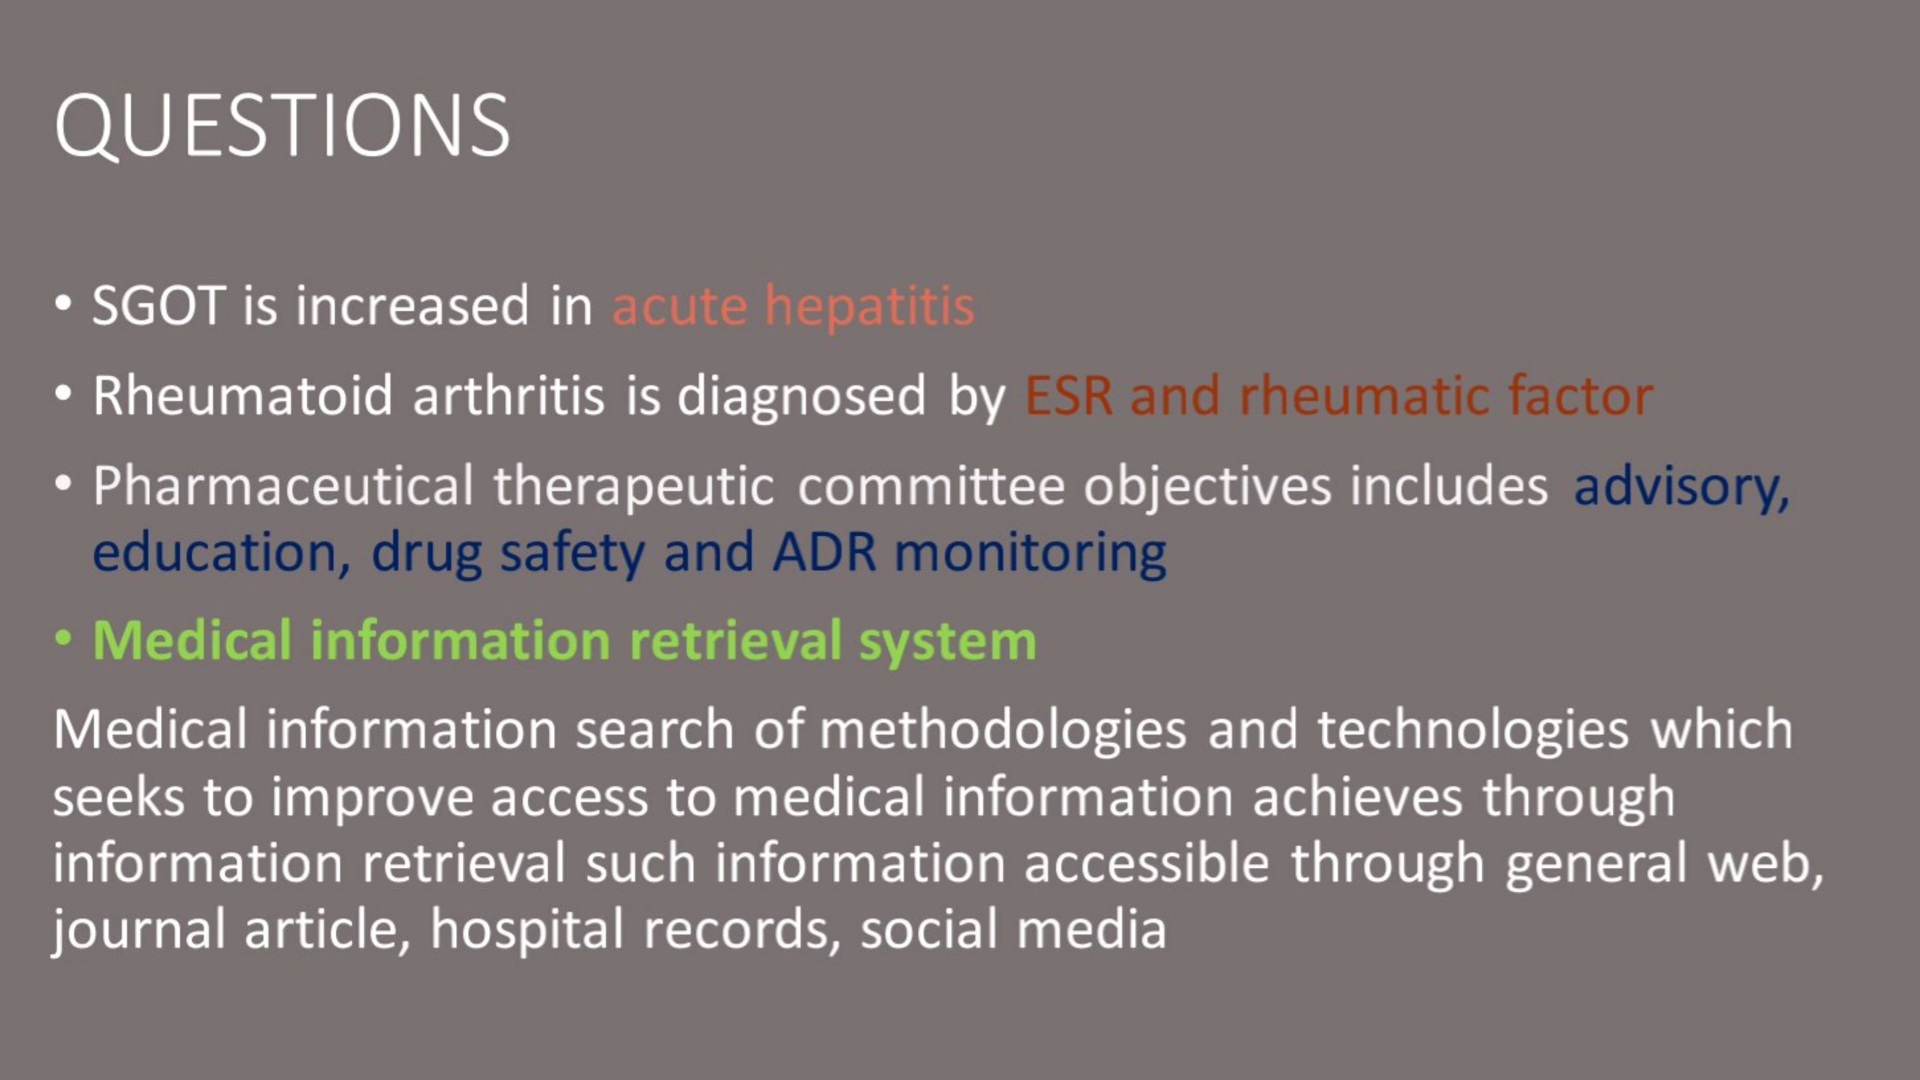 QUESTIONS
• SGOT is increased in acute hepatitis
• Rheumatoid arthritis is diagnosed by ESR and rheumatic factor
• Pharmaceutical therapeutic committee objectives includes advisory,
education, drug safety and ADR monitoring
• Medical information retrieval system
Medical information search of methodologies and technologies which
seeks to improve access to medical information achieves through
information retrieval such information accessible through general web,
journal article, hospital records, social media